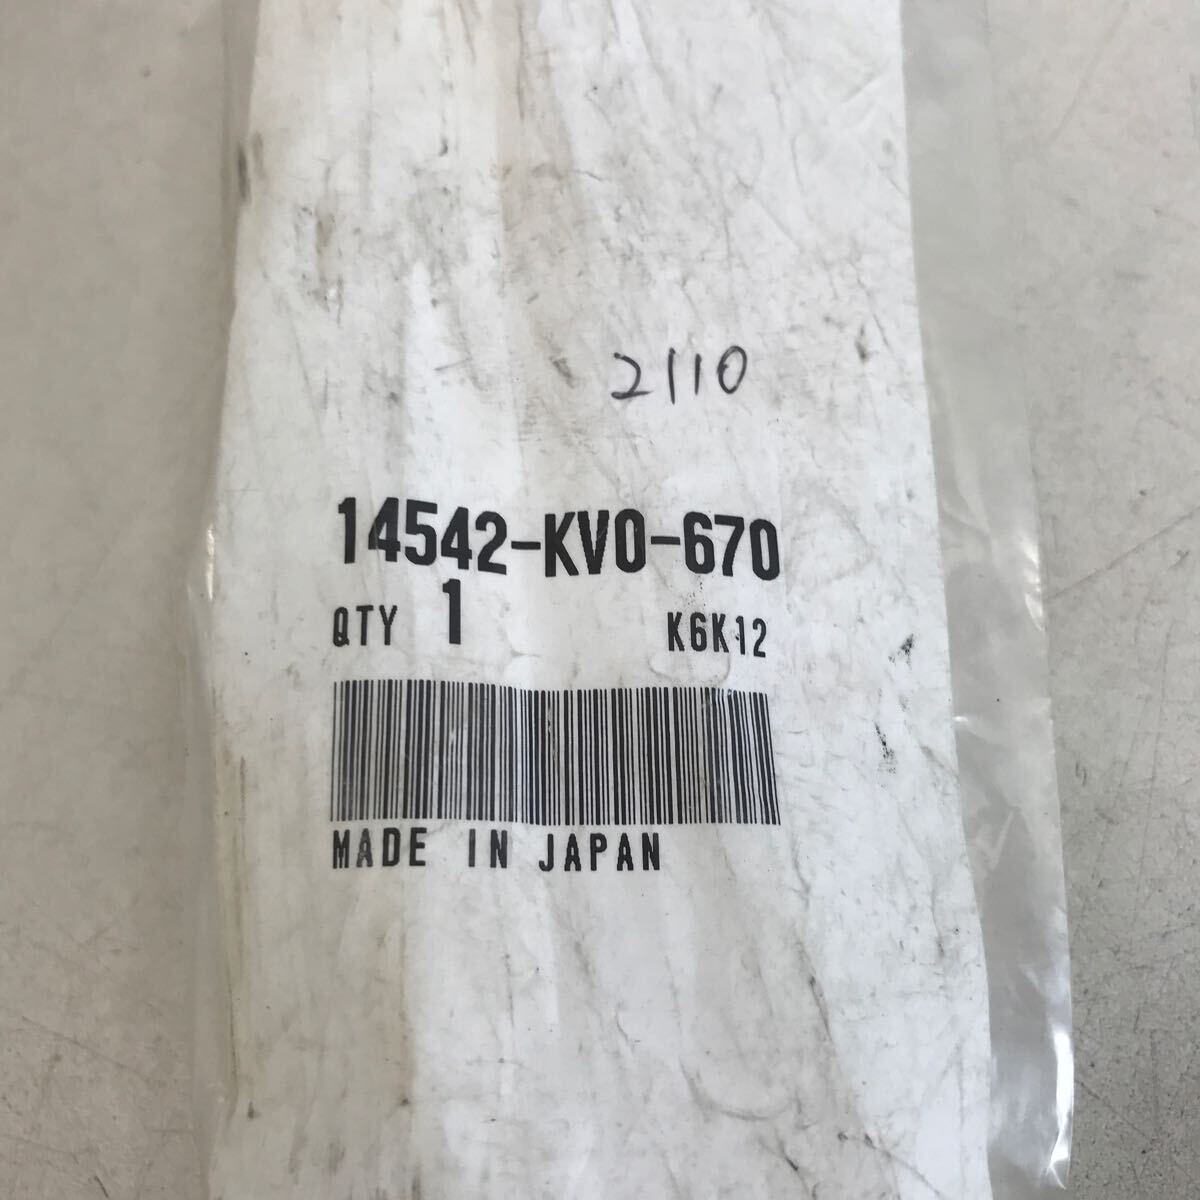 2110
14542-KV0-670
QTY 1 K6K12
MADE IN JAPAN